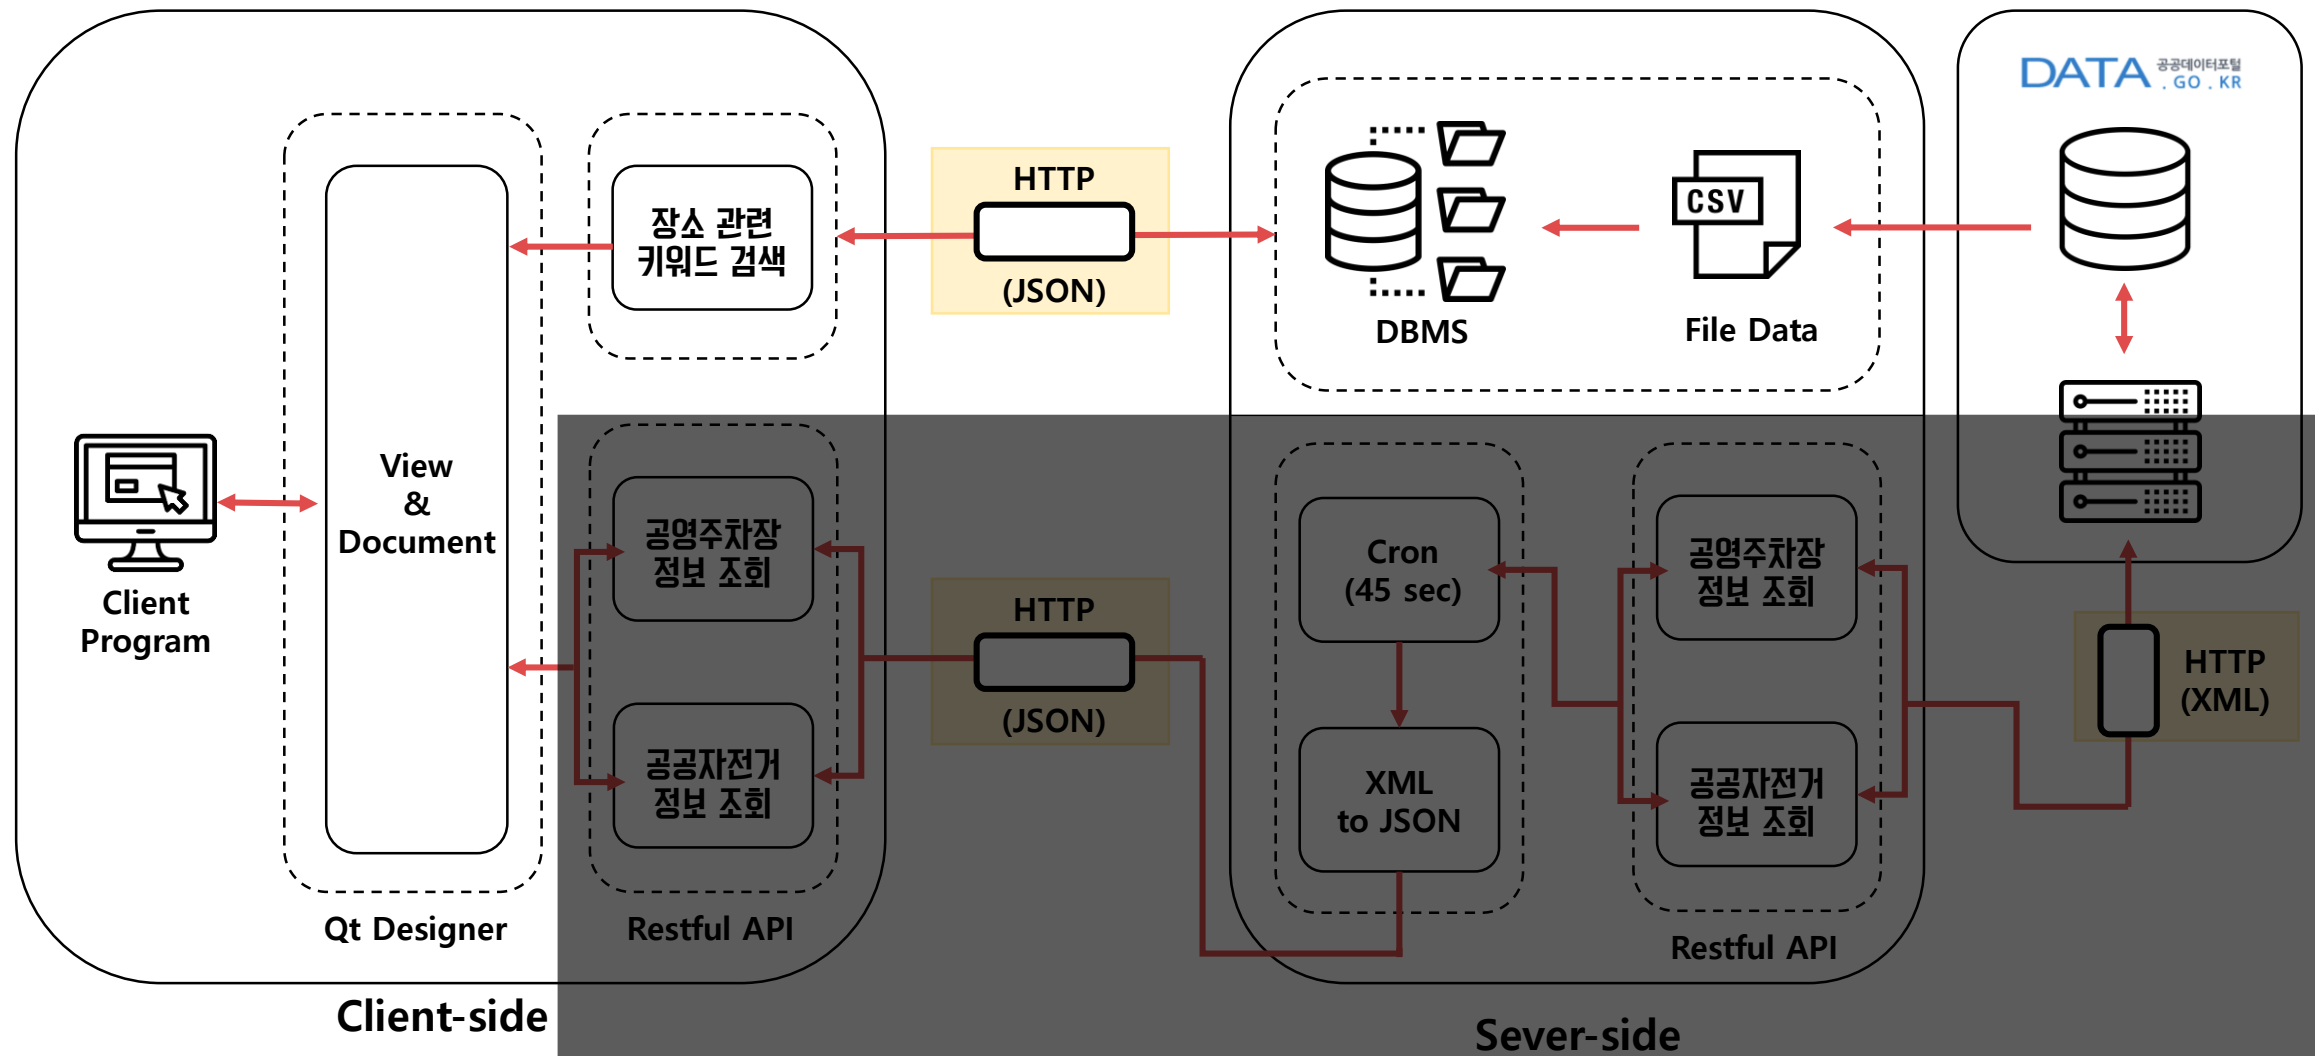 DATA 공공데이터포털
. GO . KR
HTTP
(JSON)
장소 관련
키워드 검색
CSV
DBMS
File Data
View
&
Document
Client
Program
공영주차장
정보 조회
공공자전거
정보 조회
HTTP
(JSON)
Cron
(45 sec)
XML
to JSON
공영주차장
정보 조회
공공자전거
정보 조회
HTTP
(XML)
Qt Designer
Restful API
Restful API
Client-side
Sever-side